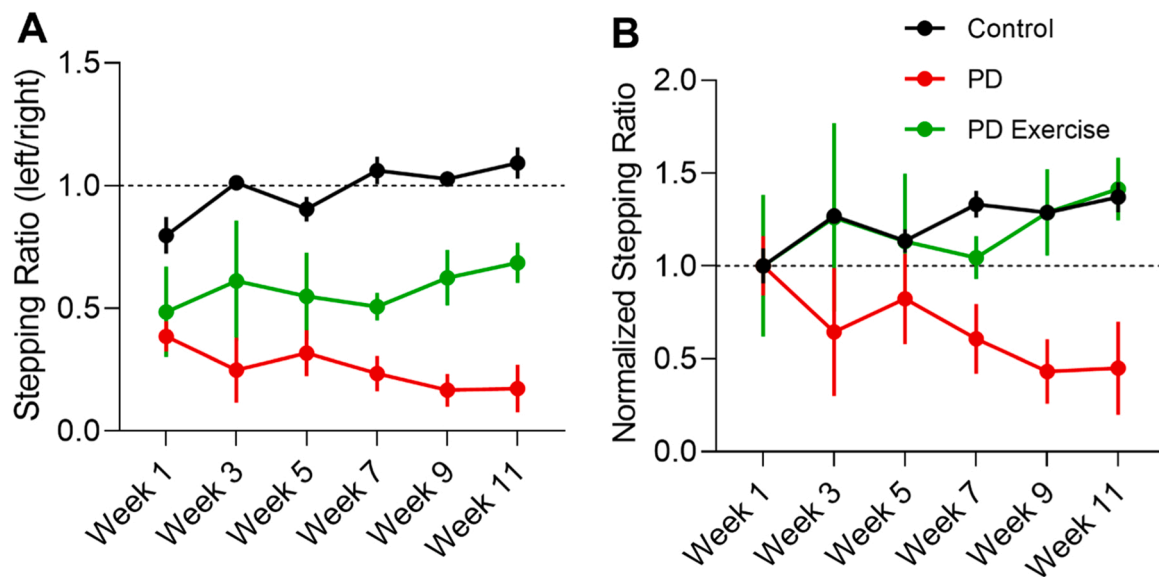 A
Stepping Ratio (left/right)
1.5
1.0
0.5
0.0
Week 1
Week 3
Week 5
Week 7
Week 9
Week 11
B
Control
PD
PD Exercise
Normalized Stepping Ratio
2.0
1.5
1.0
0.5
0.0
Week 1
Week 3
Week 5
Week 7
Week 9
Week 11